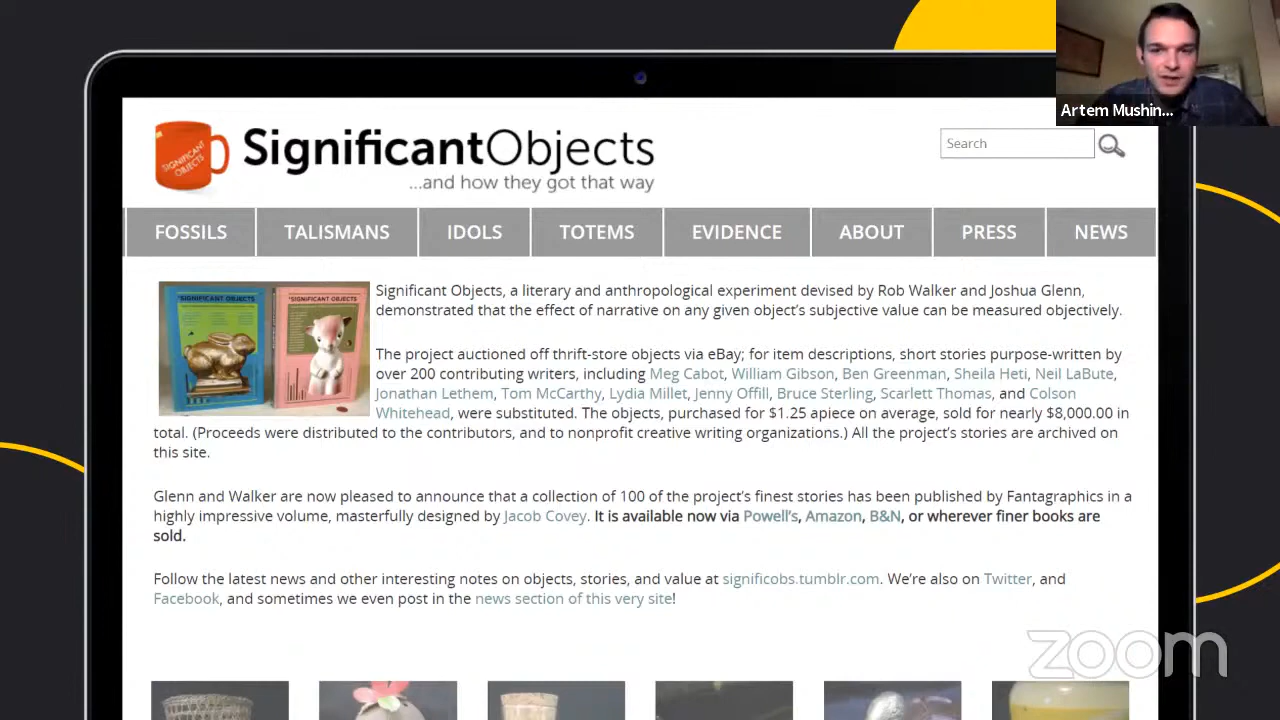 Artem Mushin...
SIGNIFICANT
OBJECTS
SignificantObjects
...and how they got that way
Search
FOSSILS
TALISMANS
IDOLS
TOTEMS
EVIDENCE
ABOUT
PRESS
NEWS
SIGNIFICANT OBJECTS
SIGNIFICANT OBJECTS
Significant Objects, a literary and anthropological experiment devised by Rob Walker and Joshua Glenn,
demonstrated that the effect of narrative on any given object's subjective value can be measured objectively.
The project auctioned off thrift-store objects via eBay; for item descriptions, short stories purpose-written by
over 200 contributing writers, including Meg Cabot, William Gibson, Ben Greenman, Sheila Heti, Neil LaBute,
Jonathan Lethem, Tom McCarthy, Lydia Millet, Jenny Offill, Bruce Sterling, Scarlett Thomas, and Colson
Whitehead, were substituted. The objects, purchased for $1.25 apiece on average, sold for nearly $8,000.00 in
total. (Proceeds were distributed to the contributors, and to nonprofit creative writing organizations.) All the project's stories are archived on
this site.
Glenn and Walker are now pleased to announce that a collection of 100 of the project's finest stories has been published by Fantagraphics in a
highly impressive volume, masterfully designed by Jacob Covey. It is available now via Powell's, Amazon, B&N, or wherever finer books are
sold.
Follow the latest news and other interesting notes on objects, stories, and value at significobs.tumblr.com. We're also on Twitter, and
Facebook, and sometimes we even post in the news section of this very site!
zoom